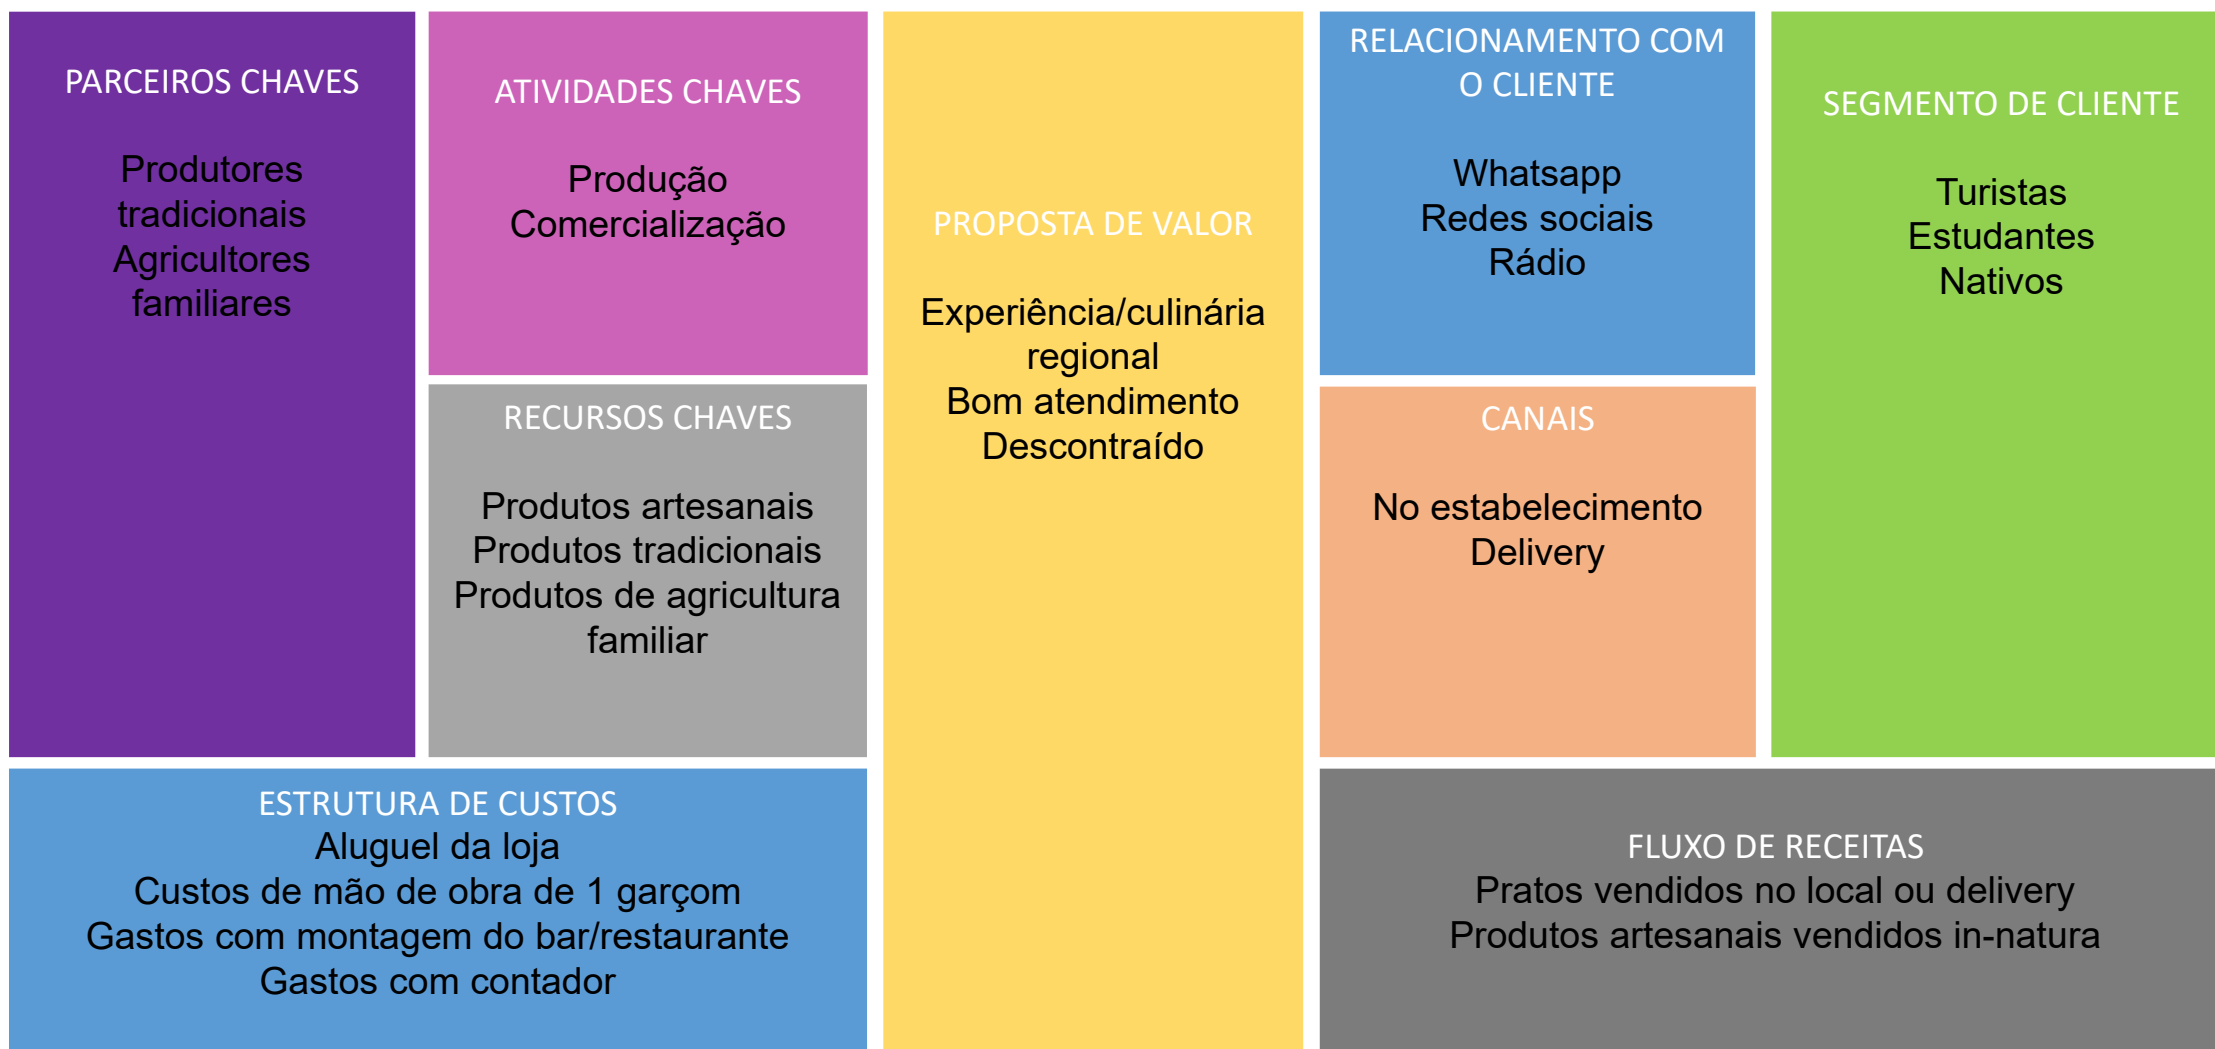 PARCEIROS CHAVES
Produtores
tradicionais
Agricultores
familiares
ATIVIDADES CHAVES
Produção
Comercialização
RECURSOS CHAVES
Produtos artesanais
Produtos tradicionais
Produtos de agricultura
familiar
PROPOSTA DE VALOR
Experiência/culinária
regional
Bom atendimento
Descontraído
RELACIONAMENTO COM
O CLIENTE
Whatsapp
Redes sociais
Rádio
CANAIS
No estabelecimento
Delivery
SEGMENTO DE CLIENTE
Turistas
Estudantes
Nativos
ESTRUTURA DE CUSTOS
Aluguel da loja
Custos de mão de obra de 1 garçom
Gastos com montagem do bar/restaurante
Gastos com contador
FLUXO DE RECEITAS
Pratos vendidos no local ou delivery
Produtos artesanais vendidos in-natura